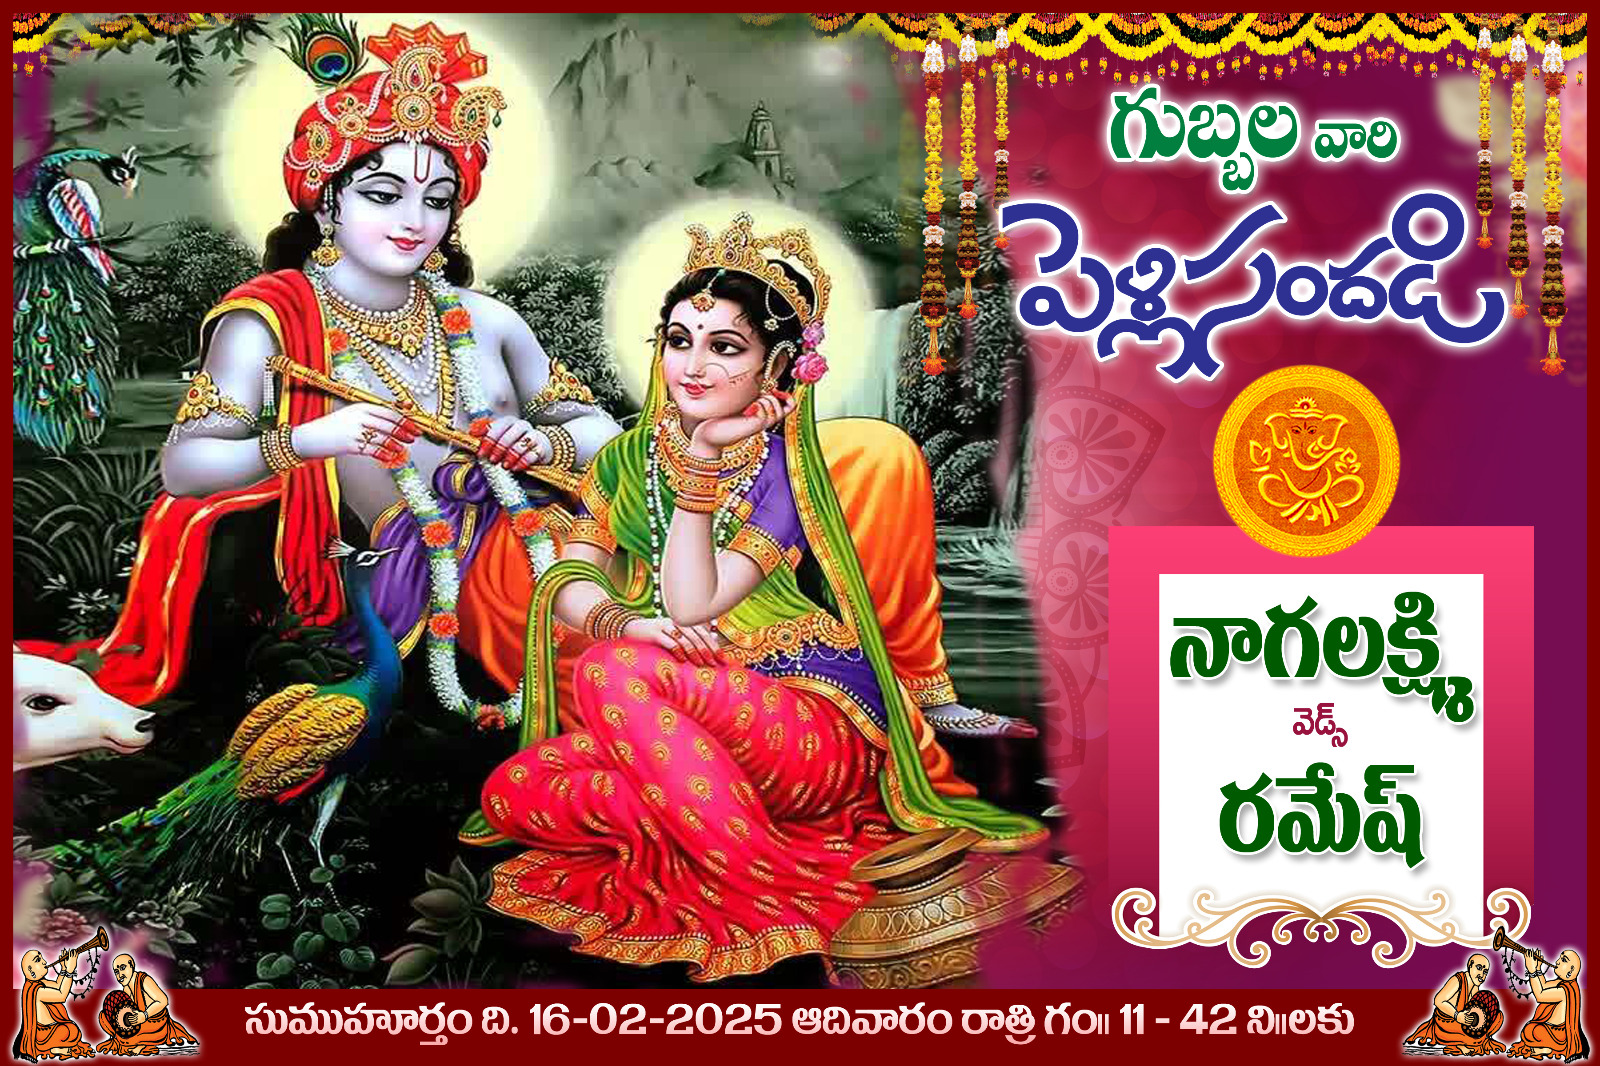 గుబ్బల వారి
పెళ్లిసందడి
నాగలక్ష్మి
వెడ్స్
రమేష్
సుముహూర్తం ది. 16-02-2025 ఆదివారం రాత్రి గం॥ 11 - 42 ని॥లకు